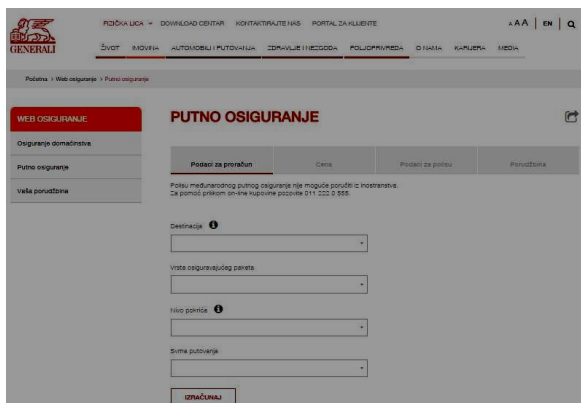 FIZIČKA LICA DOWNLOAD CENTAR KONTAKTIRAJTE NAS PORTAL ZA KLIJENTE A A A EN
GENERALI
ŽIVOT IMOVINA AUTOMOBILI I PUTOVANJA ZDRAVLJE I NEZGODA POLJOPRIVREDA O NAMA KARIJERA MEDIA
Početna > Web osiguranje > Putno osiguranje
WEB OSIGURANJE
Osiguranje domaćinstva
Putno osiguranje
Vaša porudžbina
PUTNO OSIGURANJE
Podaci za proračun Cena Podaci za polisu Porudžbina
Polisu međunarodnog putnog osiguranja nije moguće poručiti iz inostranstva.
Za pomoć prilikom on-line kupovine pozovite 011 222 0 555.
Destinacija
Vrsta osiguravajućeg paketa
Nivo pokrića
Svrha putovanja
IZRAČUNAJ